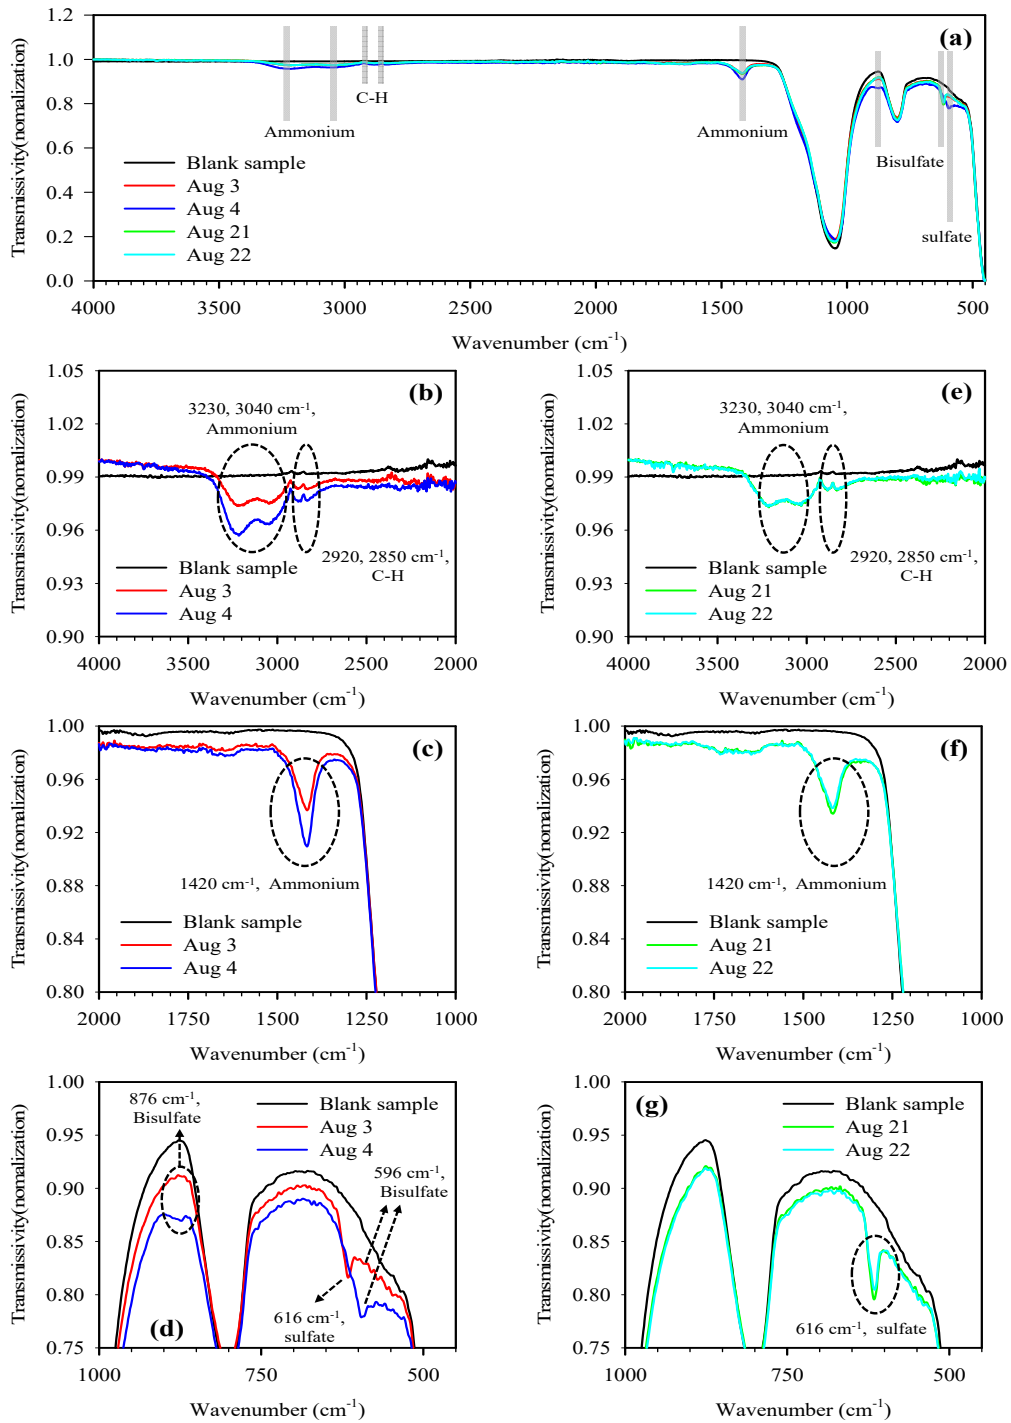 1.2
1.0
0.8
0.6
0.4
0.2
0.0
Transmissivity(nomalization)
(a)
C-H
Ammonium
Ammonium
Bisulfate
sulfate
Blank sample
Aug 3
Aug 4
Aug 21
Aug 22
4000 3500 3000 2500 2000 1500 1000 500
Wavenumber (cm⁻¹)
1.05
1.02
0.99
0.96
0.93
0.90
Transmissivity(nomalization)
(b)
3230, 3040 cm⁻¹,
Ammonium
2920, 2850 cm⁻¹,
C-H
Blank sample
Aug 3
Aug 4
4000 3500 3000 2500 2000
Wavenumber (cm⁻¹)
1.05
1.02
0.99
0.96
0.93
0.90
Transmissivity(nomalization)
(e)
3230, 3040 cm⁻¹,
Ammonium
2920, 2850 cm⁻¹,
C-H
Blank sample
Aug 21
Aug 22
4000 3500 3000 2500 2000
Wavenumber (cm⁻¹)
1.00
0.96
0.92
0.88
0.84
0.80
Transmissivity(nomalization)
(c)
1420 cm⁻¹, Ammonium
Blank sample
Aug 3
Aug 4
2000 1750 1500 1250 1000
Wavenumber (cm⁻¹)
1.00
0.96
0.92
0.88
0.84
0.80
Transmissivity(nomalization)
(f)
1420 cm⁻¹, Ammonium
Blank sample
Aug 21
Aug 22
2000 1750 1500 1250 1000
Wavenumber (cm⁻¹)
1.00
0.95
0.90
0.85
0.80
0.75
Transmissivity(nomalization)
876 cm⁻¹,
Bisulfate
Blank sample
Aug 3
Aug 4
596 cm⁻¹,
Bisulfate
616 cm⁻¹,
sulfate
(d)
1000 750 500
Wavenumber (cm⁻¹)
1.00
0.95
0.90
0.85
0.80
0.75
Transmissivity(nomalization)
(g)
Blank sample
Aug 21
Aug 22
616 cm⁻¹, sulfate
1000 750 500
Wavenumber (cm⁻¹)